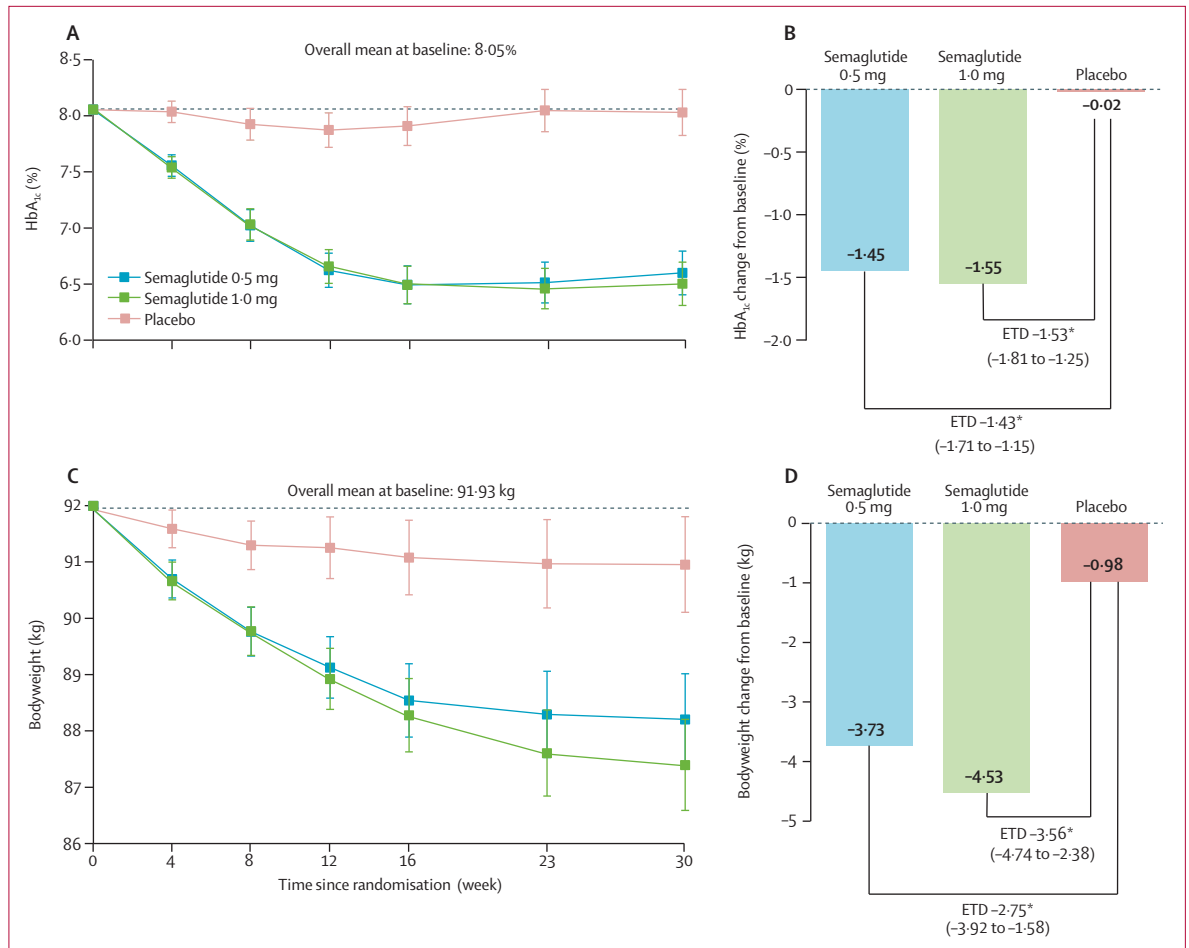 A
Overall mean at baseline: 8·05%
8·5
8·0
7·5
7·0
6·5
6·0
HbA1c (%)
Semaglutide 0·5 mg
Semaglutide 1·0 mg
Placebo
B
Semaglutide
0·5 mg
Semaglutide
1·0 mg
Placebo
0
–0·5
–1·0
–1·5
–2·0
HbA1c change from baseline (%)
–1·45
–1·55
–0·02
ETD –1·53*
(–1·81 to –1·25)
ETD –1·43*
(–1·71 to –1·15)
C
Overall mean at baseline: 91·93 kg
92
91
90
89
88
87
86
Bodyweight (kg)
0
4
8
12
16
23
30
Time since randomisation (week)
D
Semaglutide
0·5 mg
Semaglutide
1·0 mg
Placebo
0
–1
–2
–3
–4
–5
Bodyweight change from baseline (kg)
–3·73
–4·53
–0·98
ETD –3·56*
(–4·74 to –2·38)
ETD –2·75*
(–3·92 to –1·58)